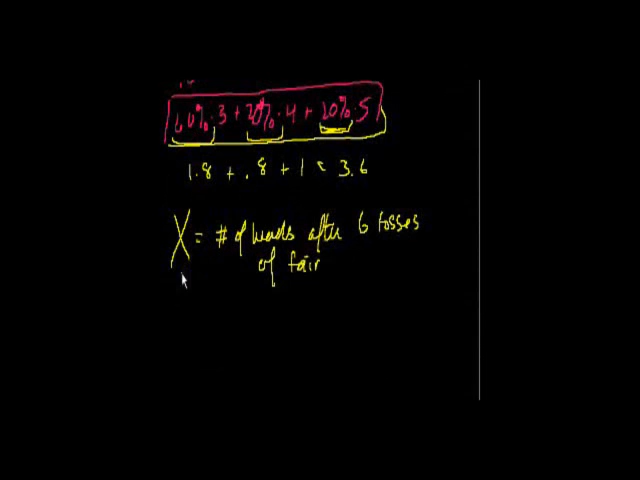 60%·3 + 20%·4 + 20%·5
1.8 + .8 + 1 = 3.6
X = # of heads after 6 tosses
of fair